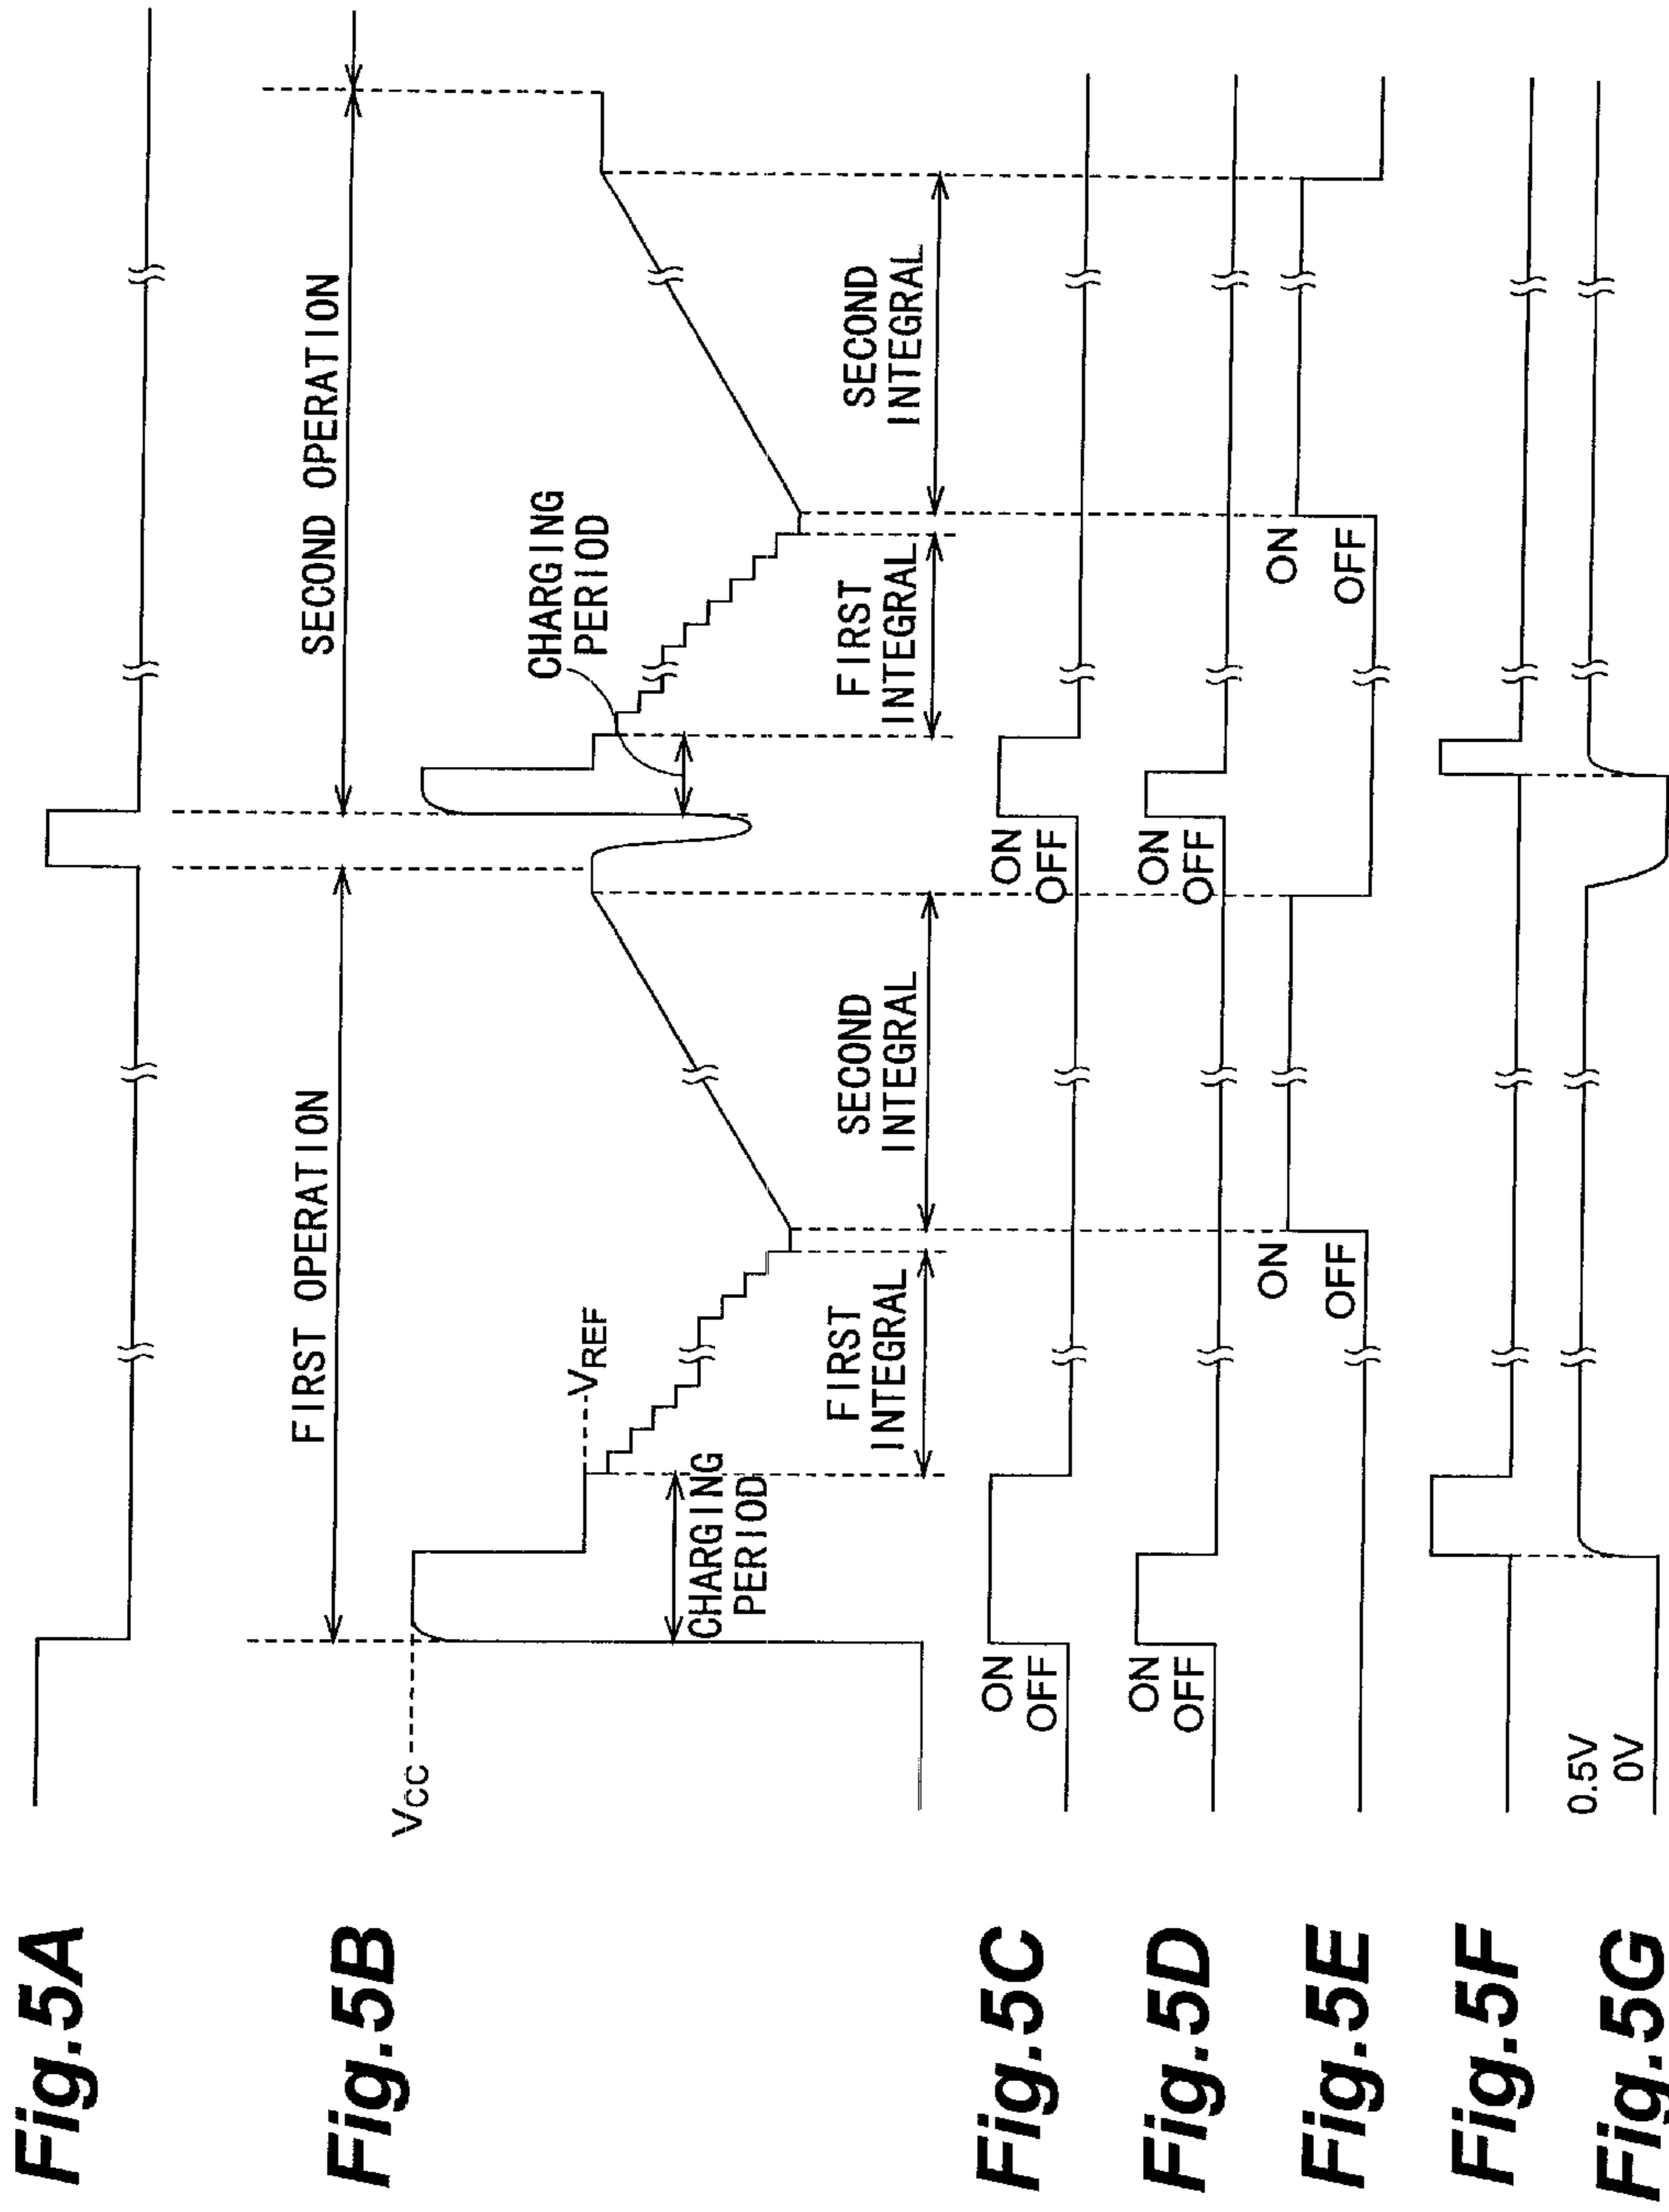 Fig.5A
Fig.5B
FIRST OPERATION
SECOND OPERATION
VCC
VREF
CHARGING
PERIOD
FIRST
INTEGRAL
SECOND
INTEGRAL
CHARGING
PERIOD
FIRST
INTEGRAL
SECOND
INTEGRAL
Fig.5C
ON
OFF
ON
OFF
Fig.5D
ON
OFF
ON
OFF
Fig.5E
ON
OFF
ON
OFF
Fig.5F
Fig.5G
0.5V
0V